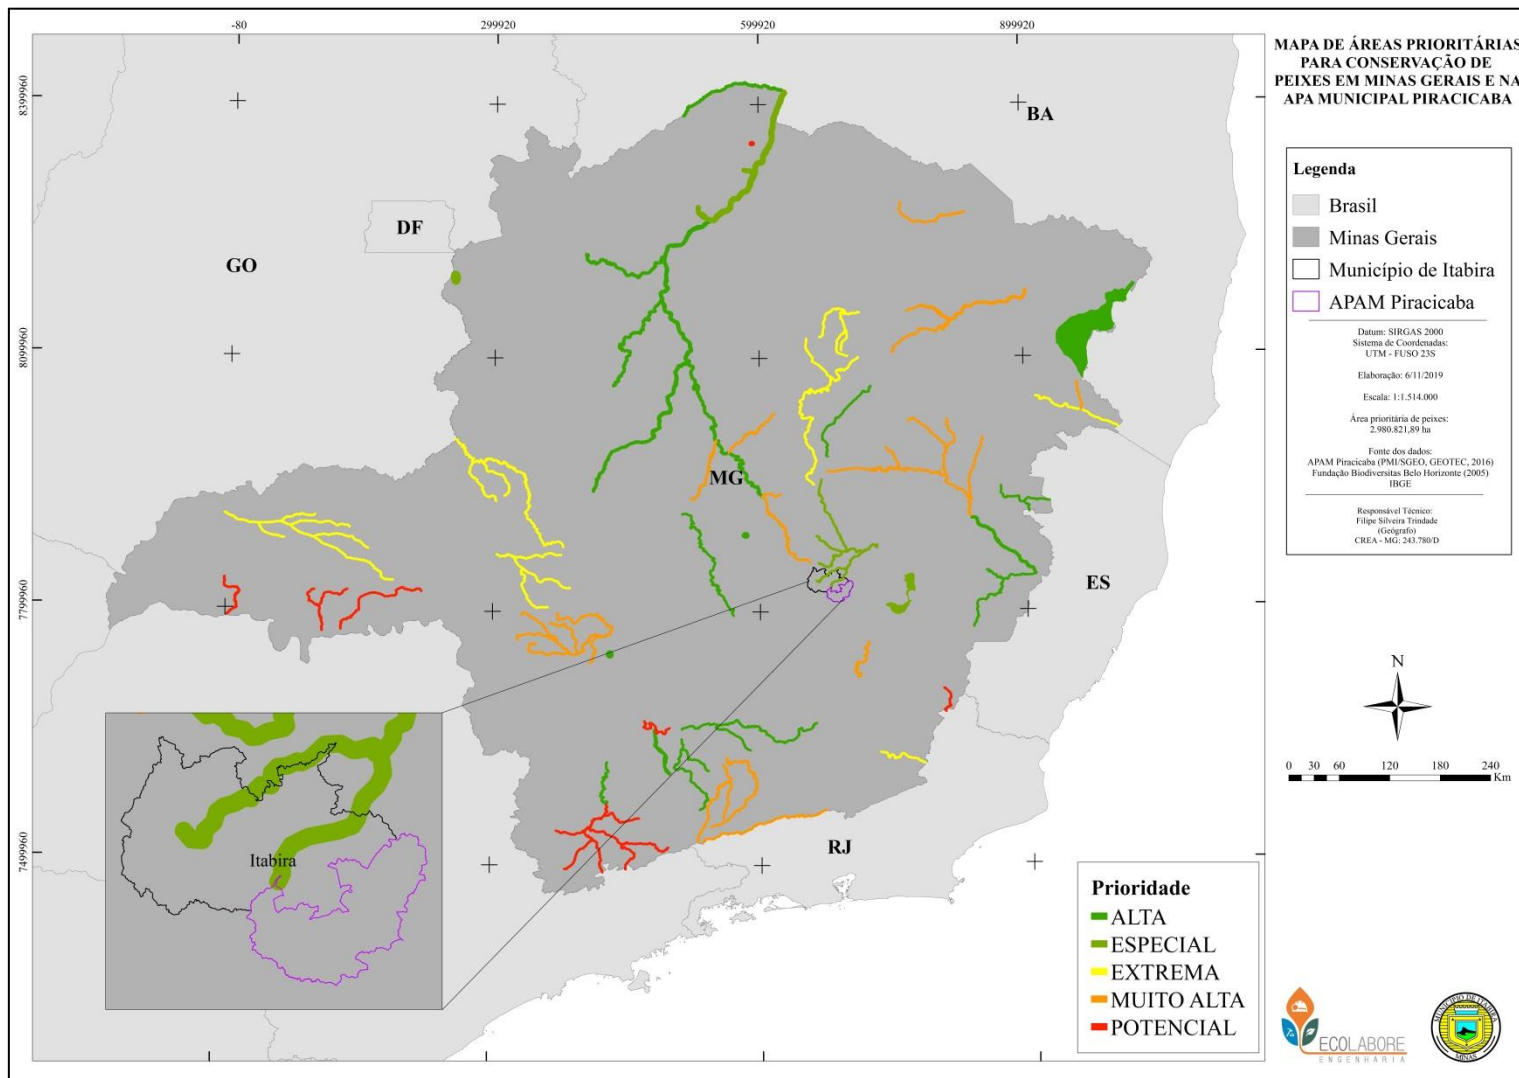 -80
299920
599920
899920
8399960
8099960
7799960
7499960
MAPA DE ÁREAS PRIORITÁRIAS
PARA CONSERVAÇÃO DE
PEIXES EM MINAS GERAIS E NA
APA MUNICIPAL PIRACICABA
BA
DF
GO
MG
ES
RJ
Itabira
Legenda
Brasil
Minas Gerais
Município de Itabira
APAM Piracicaba
Datum: SIRGAS 2000
Sistema de Coordenadas:
UTM - FUSO 23S
Elaboração: 6/11/2019
Escala: 1:1.514.000
Área prioritária de peixes:
2.980.821,89 ha
Fonte dos dados:
APAM Piracicaba (PMI/SGEO, GEOTEC, 2016)
Fundação Biodiversitas Belo Horizonte (2005)
IBGE
Responsável Técnico:
Filipe Silveira Trindade
(Geógrafo)
CREA - MG: 243.780/D
N
0 30 60 120 180 240
Km
Prioridade
ALTA
ESPECIAL
EXTREMA
MUITO ALTA
POTENCIAL
ECOLABORE
ENGENHARIA
MUNICÍPIO DE ITABIRA
MINAS